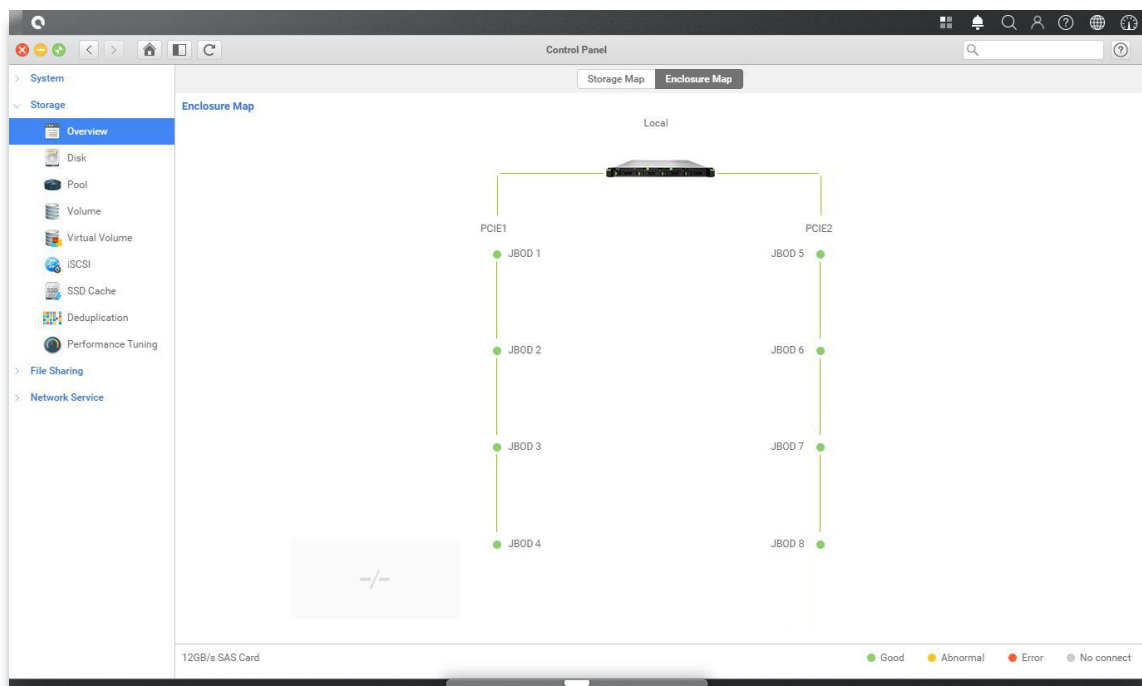 Control Panel
System
Storage
Overview
Disk
Pool
Volume
Virtual Volume
iSCSI
SSD Cache
Deduplication
Performance Tuning
File Sharing
Network Service
Storage Map Enclosure Map
Enclosure Map
Local
PCIE1 PCIE2
JBOD 1 JBOD 5
JBOD 2 JBOD 6
JBOD 3 JBOD 7
JBOD 4 JBOD 8
-/-
12GB/s SAS Card Good Abnormal Error No connect